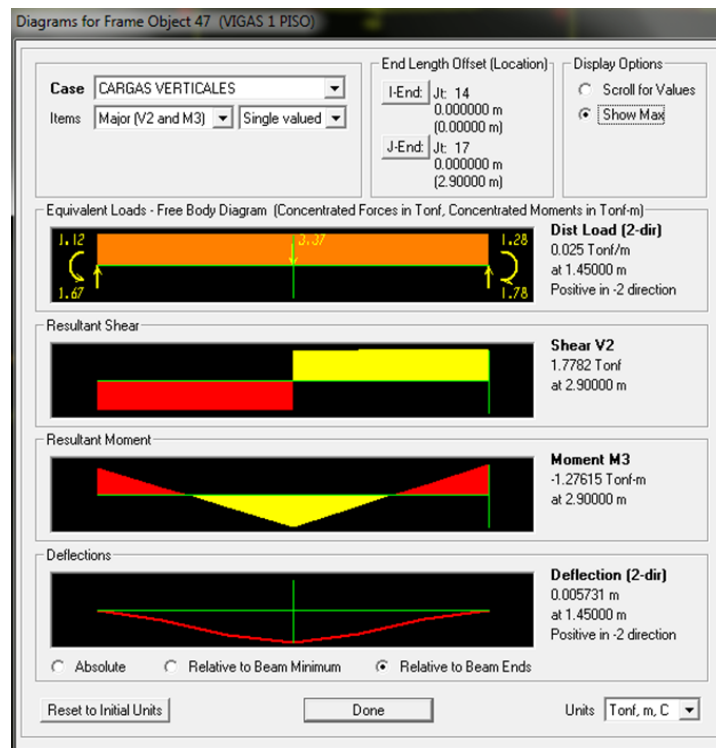 Diagrams for Frame Object 47 (VIGAS 1 PISO)
Case CARGAS VERTICALES
Items Major (V2 and M3) Single valued
End Length Offset (Location)
I-End: Jt: 14
0.000000 m
(0.00000 m)
J-End: Jt: 17
0.000000 m
(2.90000 m)
Display Options
Scroll for Values
Show Max
Equivalent Loads - Free Body Diagram (Concentrated Forces in Tonf, Concentrated Moments in Tonf-m)
1.12 3.37 1.28
1.67 1.78
Dist Load (2-dir)
0.025 Tonf/m
at 1.45000 m
Positive in -2 direction
Resultant Shear
Shear V2
1.7782 Tonf
at 2.90000 m
Resultant Moment
Moment M3
-1.27615 Tonf-m
at 2.90000 m
Deflections
Deflection (2-dir)
0.005731 m
at 1.45000 m
Positive in -2 direction
Absolute Relative to Beam Minimum Relative to Beam Ends
Reset to Initial Units Done Units Tonf, m, C